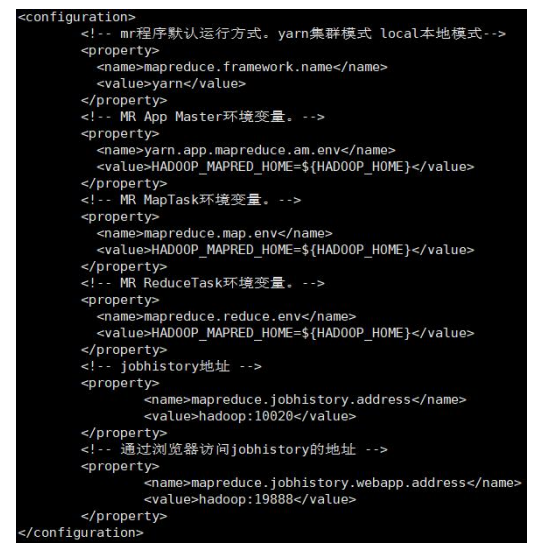 <configuration>
<!-- mr程序默认运行方式。yarn集群模式 local本地模式-->
<property>
<name>mapreduce.framework.name</name>
<value>yarn</value>
</property>
<!-- MR App Master环境变量。-->
<property>
<name>yarn.app.mapreduce.am.env</name>
<value>HADOOP_MAPRED_HOME=${HADOOP_HOME}</value>
</property>
<!-- MR MapTask环境变量。-->
<property>
<name>mapreduce.map.env</name>
<value>HADOOP_MAPRED_HOME=${HADOOP_HOME}</value>
</property>
<!-- MR ReduceTask环境变量。-->
<property>
<name>mapreduce.reduce.env</name>
<value>HADOOP_MAPRED_HOME=${HADOOP_HOME}</value>
</property>
<!-- jobhistory地址 -->
<property>
<name>mapreduce.jobhistory.address</name>
<value>hadoop:10020</value>
</property>
<!-- 通过浏览器访问jobhistory的地址 -->
<property>
<name>mapreduce.jobhistory.webapp.address</name>
<value>hadoop:19888</value>
</property>
</configuration>